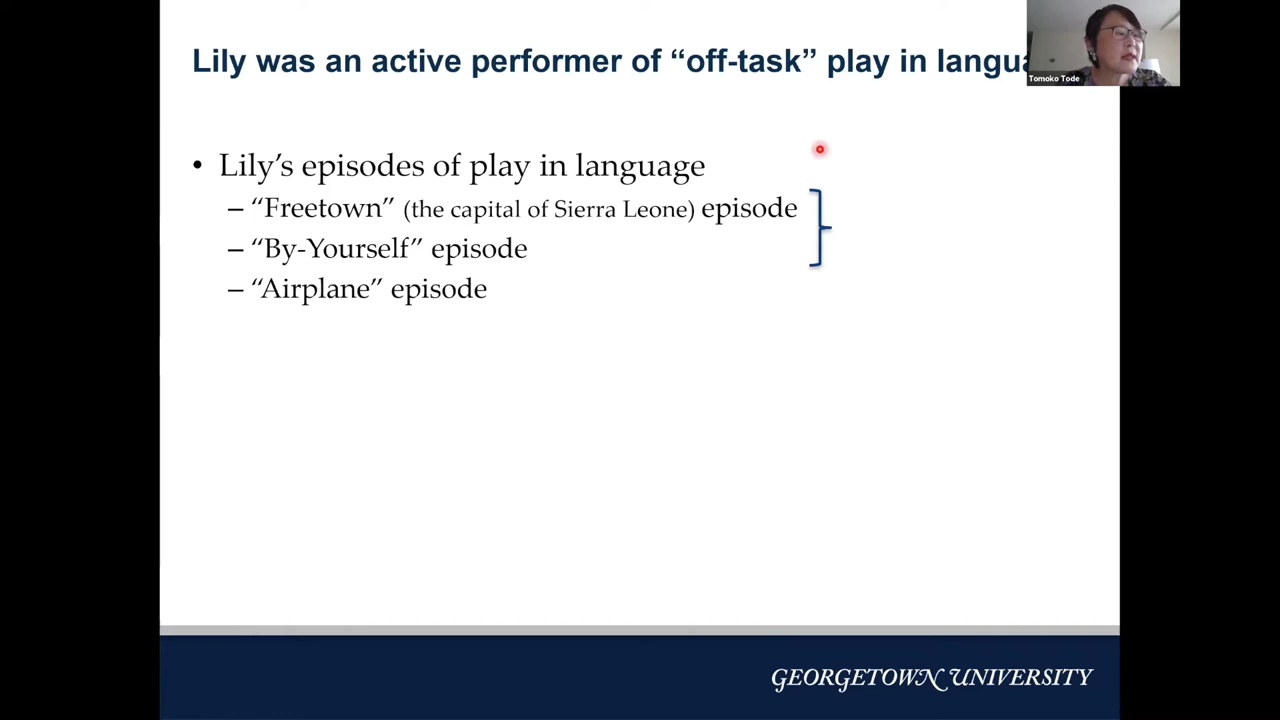 Lily was an active performer of “off-task” play in langua
Tomoko Tode
• Lily’s episodes of play in language
– “Freetown” (the capital of Sierra Leone) episode
– “By-Yourself” episode
– “Airplane” episode
GEORGETOWN UNIVERSITY